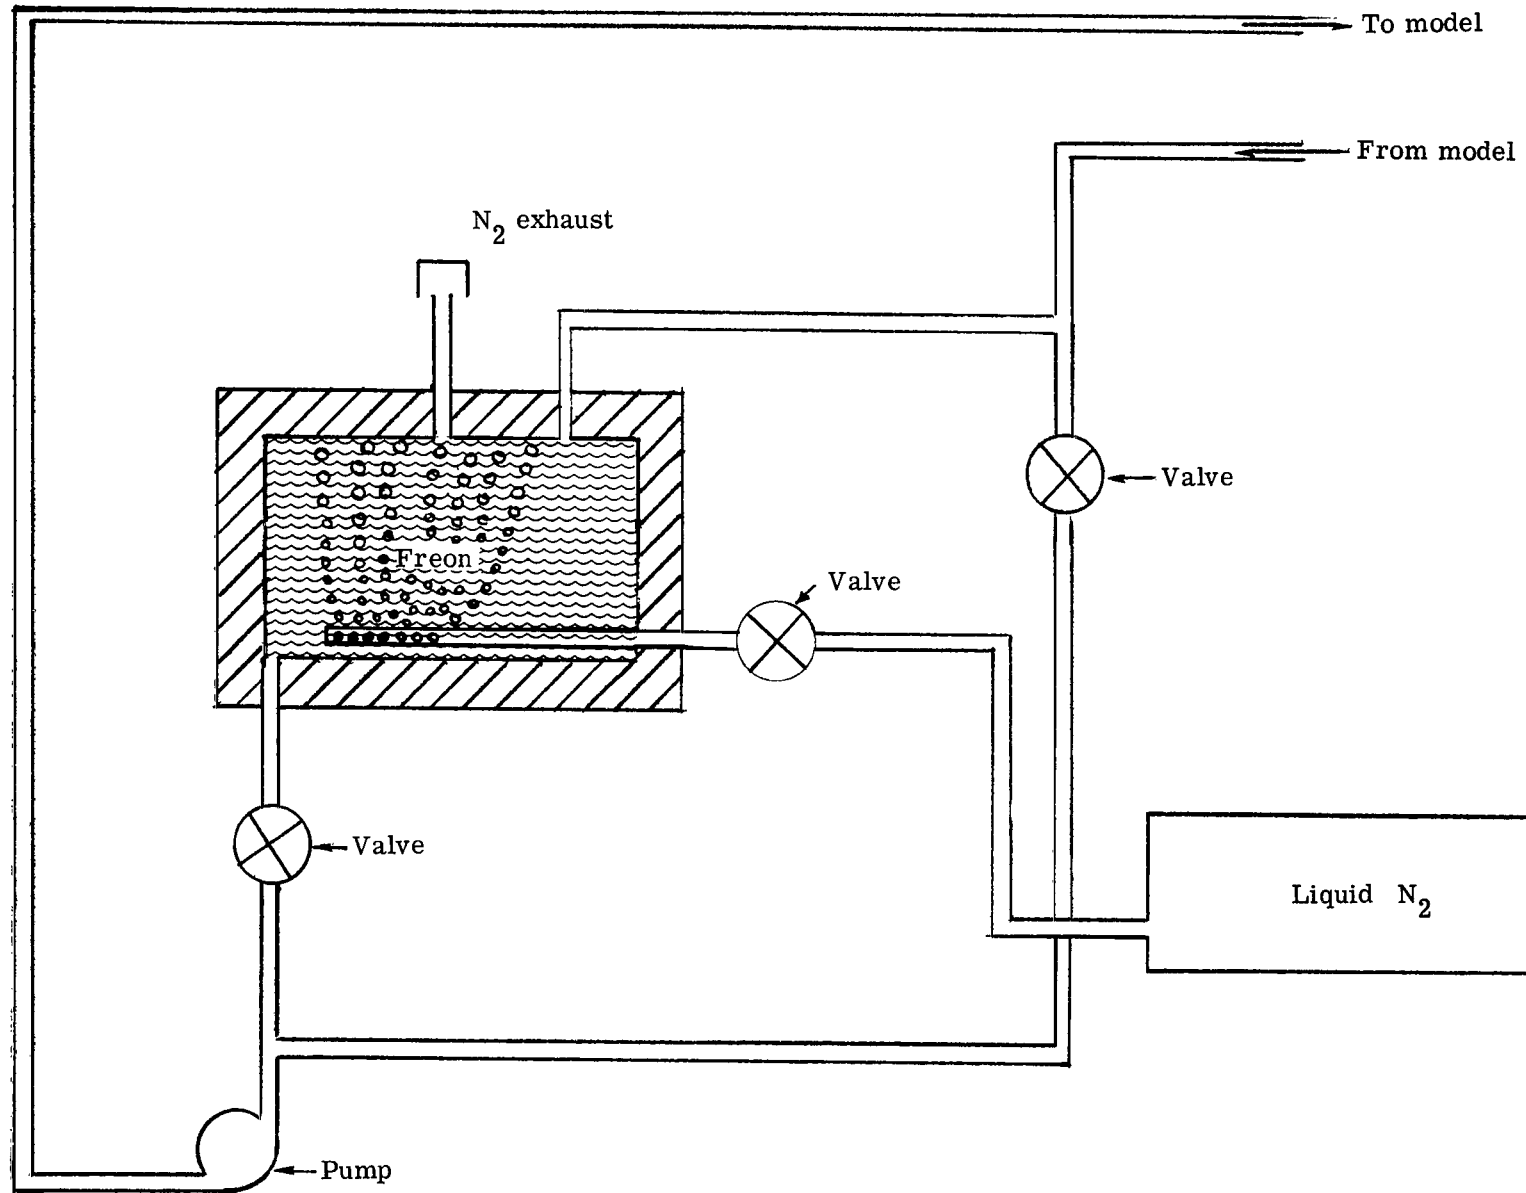 To model
From model
N2 exhaust
Valve
Freon
Valve
Valve
Liquid N2
Pump